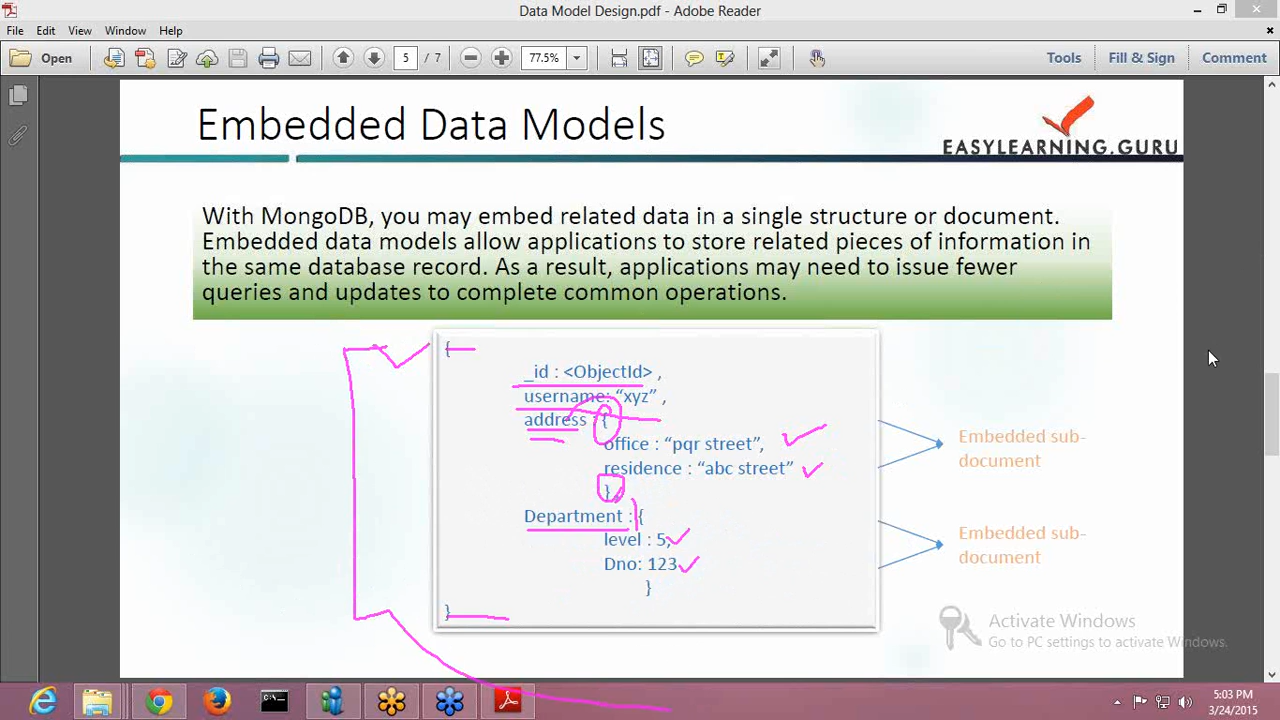 Data Model Design.pdf - Adobe Reader
File Edit View Window Help
Open 5 / 7 77.5% Tools Fill & Sign Comment
Embedded Data Models
EASYLEARNING.GURU
With MongoDB, you may embed related data in a single structure or document.
Embedded data models allow applications to store related pieces of information in
the same database record. As a result, applications may need to issue fewer
queries and updates to complete common operations.
{
_id : <ObjectId> ,
username: “xyz” ,
address : {
office : “pqr street”,
residence : “abc street”
} ,
Department : {
level : 5,
Dno: 123
}
}
Embedded sub-
document
Embedded sub-
document
Activate Windows
Go to PC settings to activate Windows.
5:03 PM
3/24/2015